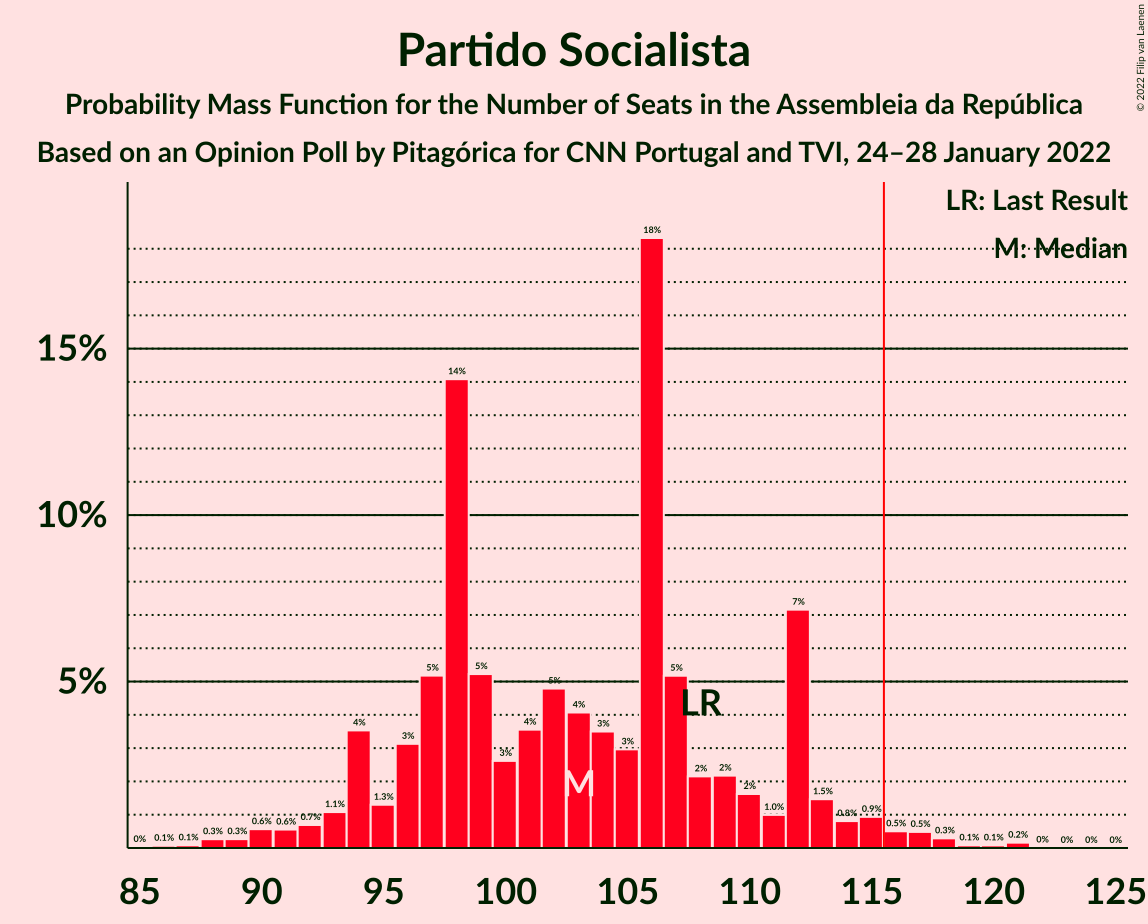 © 2022 Filip van Laenen
Partido Socialista
Probability Mass Function for the Number of Seats in the Assembleia da República
Based on an Opinion Poll by Pitagórica for CNN Portugal and TVI, 24–28 January 2022
LR: Last Result
M: Median
15%
10%
5%
0% 0.1% 0.1% 0.3% 0.3% 0.6% 0.6% 0.7% 1.1% 4% 1.3% 3% 5% 14% 5% 3% 4% 5% 4% 3% 3% 18% 5% 2% 2% 2% 1.0% 7% 1.5% 0.8% 0.9% 0.5% 0.5% 0.3% 0.1% 0.1% 0.2% 0% 0% 0% 0%
LR
M
85 90 95 100 105 110 115 120 125